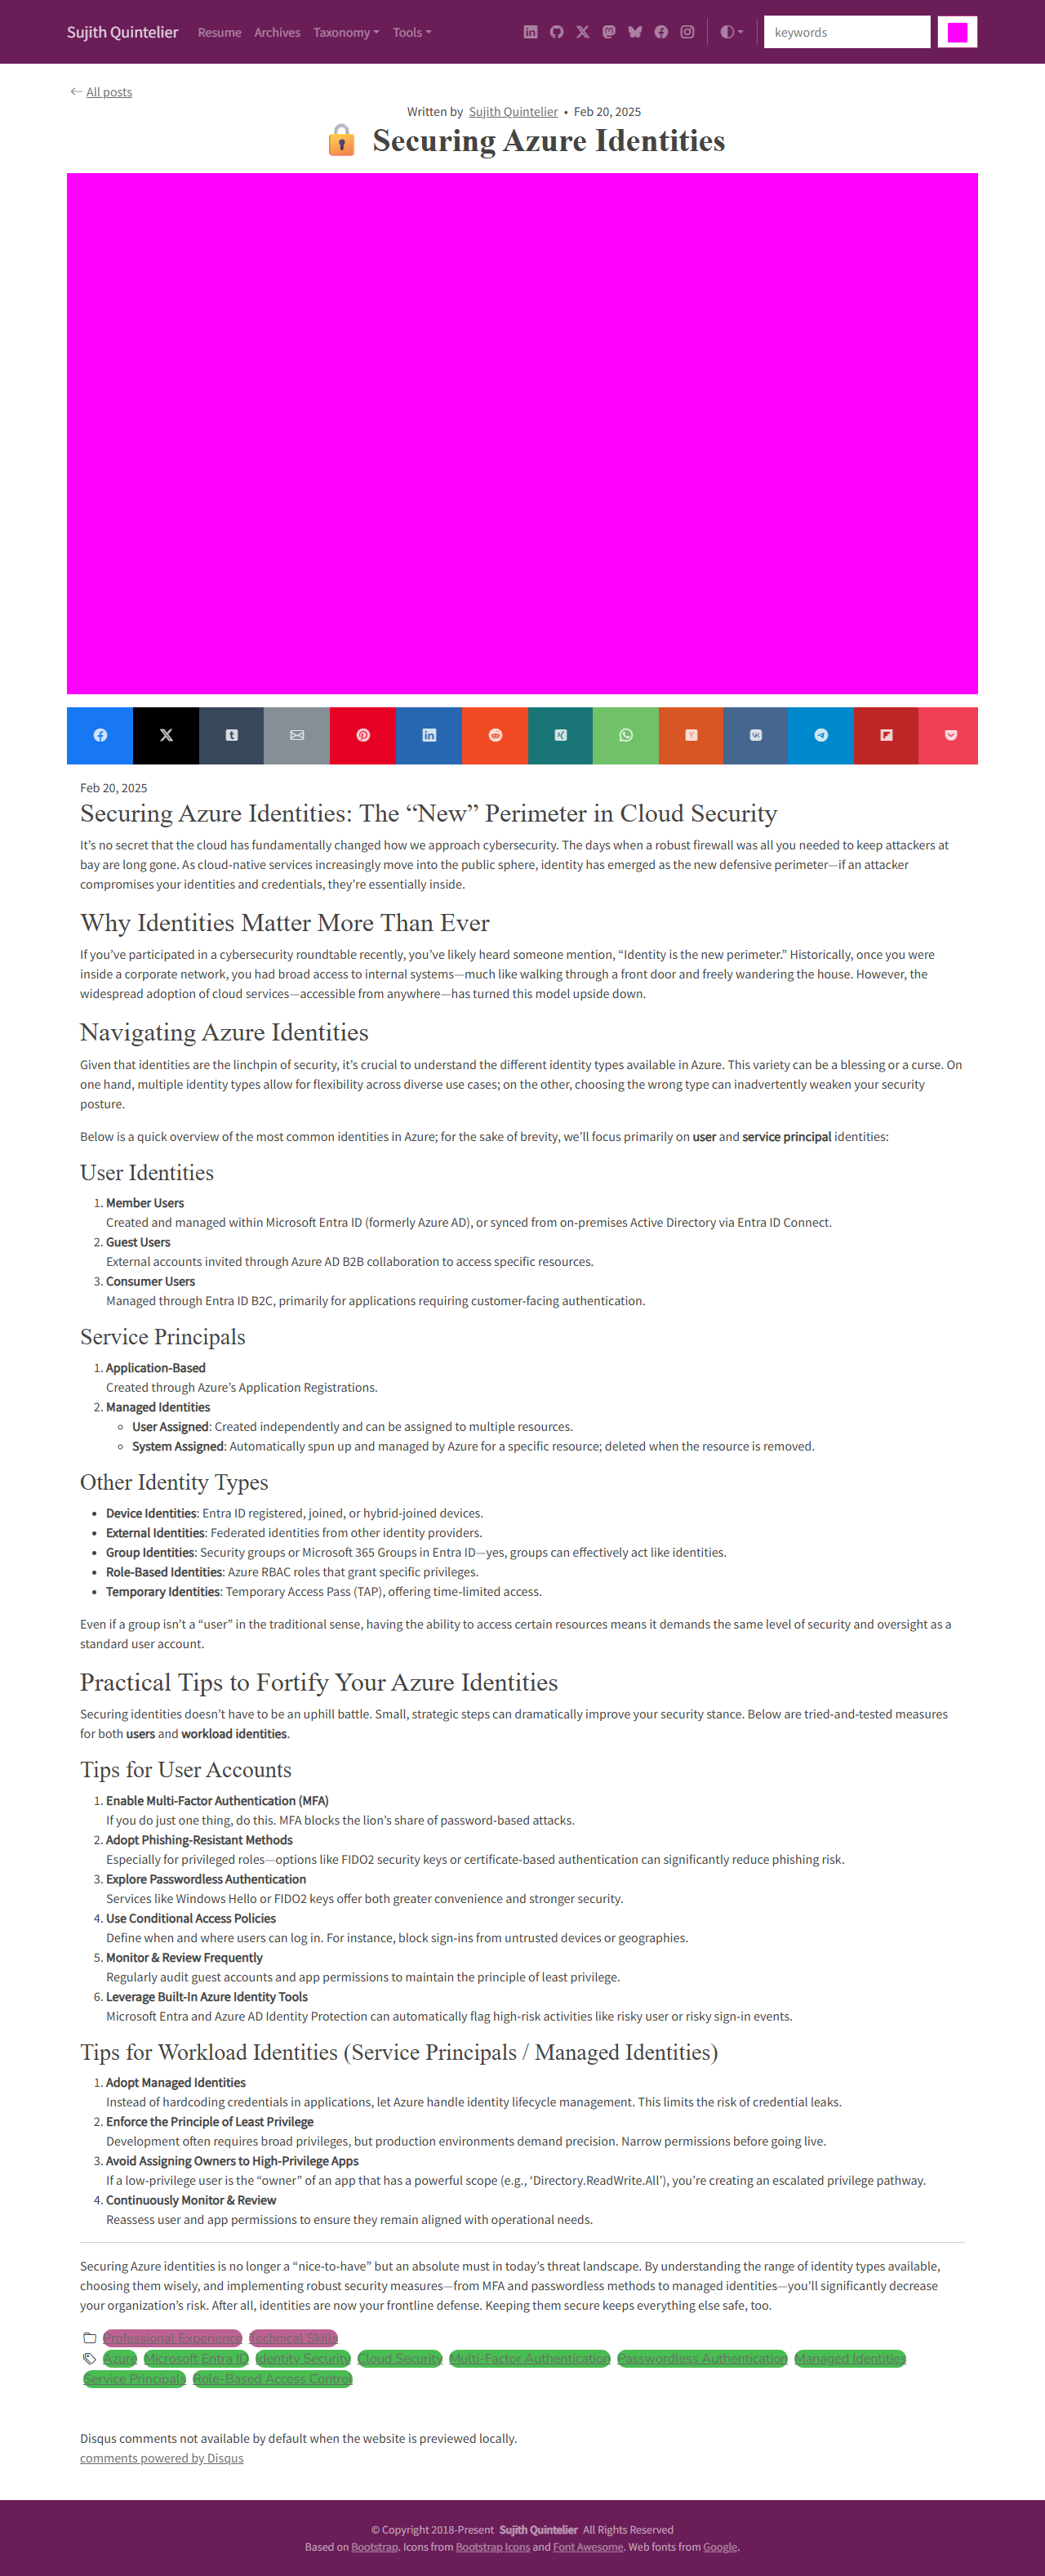 Sujith Quintelier Resume Archives Taxonomy Tools keywords
All posts
Written by Sujith Quintelier • Feb 20, 2025
🔒 Securing Azure Identities
Feb 20, 2025
Securing Azure Identities: The “New” Perimeter in Cloud Security
It’s no secret that the cloud has fundamentally changed how we approach cybersecurity. The days when a robust firewall was all you needed to keep attackers at
bay are long gone. As cloud-native services increasingly move into the public sphere, identity has emerged as the new defensive perimeter—if an attacker
compromises your identities and credentials, they’re essentially inside.
Why Identities Matter More Than Ever
If you’ve participated in a cybersecurity roundtable recently, you’ve likely heard someone mention, “Identity is the new perimeter.” Historically, once you were
inside a corporate network, you had broad access to internal systems—much like walking through a front door and freely wandering the house. However, the
widespread adoption of cloud services—accessible from anywhere—has turned this model upside down.
Navigating Azure Identities
Given that identities are the linchpin of security, it’s crucial to understand the different identity types available in Azure. This variety can be a blessing or a curse. On
one hand, multiple identity types allow for flexibility across diverse use cases; on the other, choosing the wrong type can inadvertently weaken your security
posture.
Below is a quick overview of the most common identities in Azure; for the sake of brevity, we’ll focus primarily on user and service principal identities:
User Identities
1. Member Users
Created and managed within Microsoft Entra ID (formerly Azure AD), or synced from on-premises Active Directory via Entra ID Connect.
2. Guest Users
External accounts invited through Azure AD B2B collaboration to access specific resources.
3. Consumer Users
Managed through Entra ID B2C, primarily for applications requiring customer-facing authentication.
Service Principals
1. Application-Based
Created through Azure’s Application Registrations.
2. Managed Identities
◦ User Assigned: Created independently and can be assigned to multiple resources.
◦ System Assigned: Automatically spun up and managed by Azure for a specific resource; deleted when the resource is removed.
Other Identity Types
• Device Identities: Entra ID registered, joined, or hybrid-joined devices.
• External Identities: Federated identities from other identity providers.
• Group Identities: Security groups or Microsoft 365 Groups in Entra ID—yes, groups can effectively act like identities.
• Role-Based Identities: Azure RBAC roles that grant specific privileges.
• Temporary Identities: Temporary Access Pass (TAP), offering time-limited access.
Even if a group isn’t a “user” in the traditional sense, having the ability to access certain resources means it demands the same level of security and oversight as a
standard user account.
Practical Tips to Fortify Your Azure Identities
Securing identities doesn’t have to be an uphill battle. Small, strategic steps can dramatically improve your security stance. Below are tried-and-tested measures
for both users and workload identities.
Tips for User Accounts
1. Enable Multi-Factor Authentication (MFA)
If you do just one thing, do this. MFA blocks the lion’s share of password-based attacks.
2. Adopt Phishing-Resistant Methods
Especially for privileged roles—options like FIDO2 security keys or certificate-based authentication can significantly reduce phishing risk.
3. Explore Passwordless Authentication
Services like Windows Hello or FIDO2 keys offer both greater convenience and stronger security.
4. Use Conditional Access Policies
Define when and where users can log in. For instance, block sign-ins from untrusted devices or geographies.
5. Monitor & Review Frequently
Regularly audit guest accounts and app permissions to maintain the principle of least privilege.
6. Leverage Built-In Azure Identity Tools
Microsoft Entra and Azure AD Identity Protection can automatically flag high-risk activities like risky user or risky sign-in events.
Tips for Workload Identities (Service Principals / Managed Identities)
1. Adopt Managed Identities
Instead of hardcoding credentials in applications, let Azure handle identity lifecycle management. This limits the risk of credential leaks.
2. Enforce the Principle of Least Privilege
Development often requires broad privileges, but production environments demand precision. Narrow permissions before going live.
3. Avoid Assigning Owners to High-Privilege Apps
If a low-privilege user is the “owner” of an app that has a powerful scope (e.g., ‘Directory.ReadWrite.All’), you’re creating an escalated privilege pathway.
4. Continuously Monitor & Review
Reassess user and app permissions to ensure they remain aligned with operational needs.
Securing Azure identities is no longer a “nice-to-have” but an absolute must in today’s threat landscape. By understanding the range of identity types available,
choosing them wisely, and implementing robust security measures—from MFA and passwordless methods to managed identities—you’ll significantly decrease
your organization’s risk. After all, identities are now your frontline defense. Keeping them secure keeps everything else safe, too.
Professional Experience Technical Skills
Azure Microsoft Entra ID Identity Security Cloud Security Multi-Factor Authentication Passwordless Authentication Managed Identities
Service Principals Role-Based Access Control
Disqus comments not available by default when the website is previewed locally.
comments powered by Disqus
© Copyright 2018-Present Sujith Quintelier All Rights Reserved
Based on Bootstrap. Icons from Bootstrap Icons and Font Awesome. Web fonts from Google.